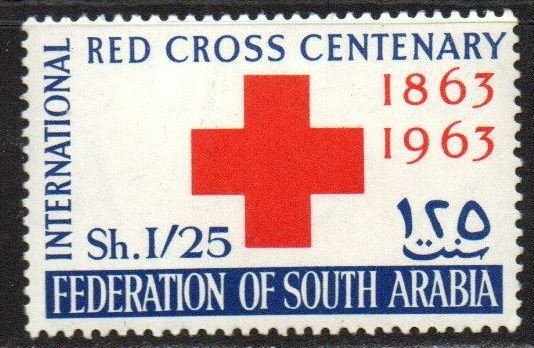 INTERNATIONAL
RED CROSS CENTENARY
1863
1963
Sh. I/25
١٢٥
سنت
FEDERATION OF SOUTH ARABIA